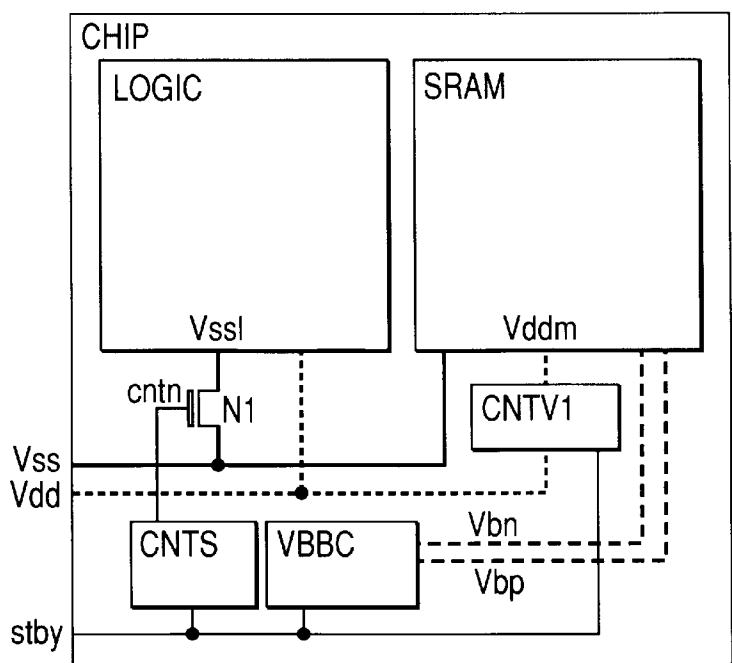 CHIP
LOGIC
SRAM
Vssl
Vddm
cntn
N1
CNTV1
Vss
Vdd
CNTS
VBBC
Vbn
Vbp
stby